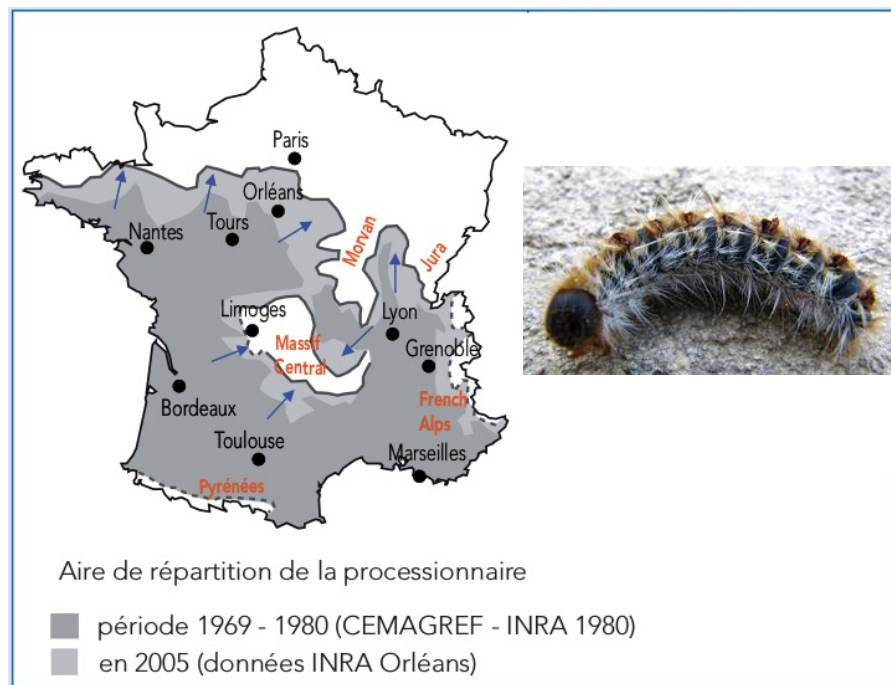 Paris
Orléans
Tours
Nantes
Morvan
Jura
Limoges
Lyon
Massif
Central
Grenoble
Bordeaux
French
Alps
Toulouse
Marseilles
Pyrénées
Aire de répartition de la processionnaire
période 1969 - 1980 (CEMAGREF - INRA 1980)
en 2005 (données INRA Orléans)